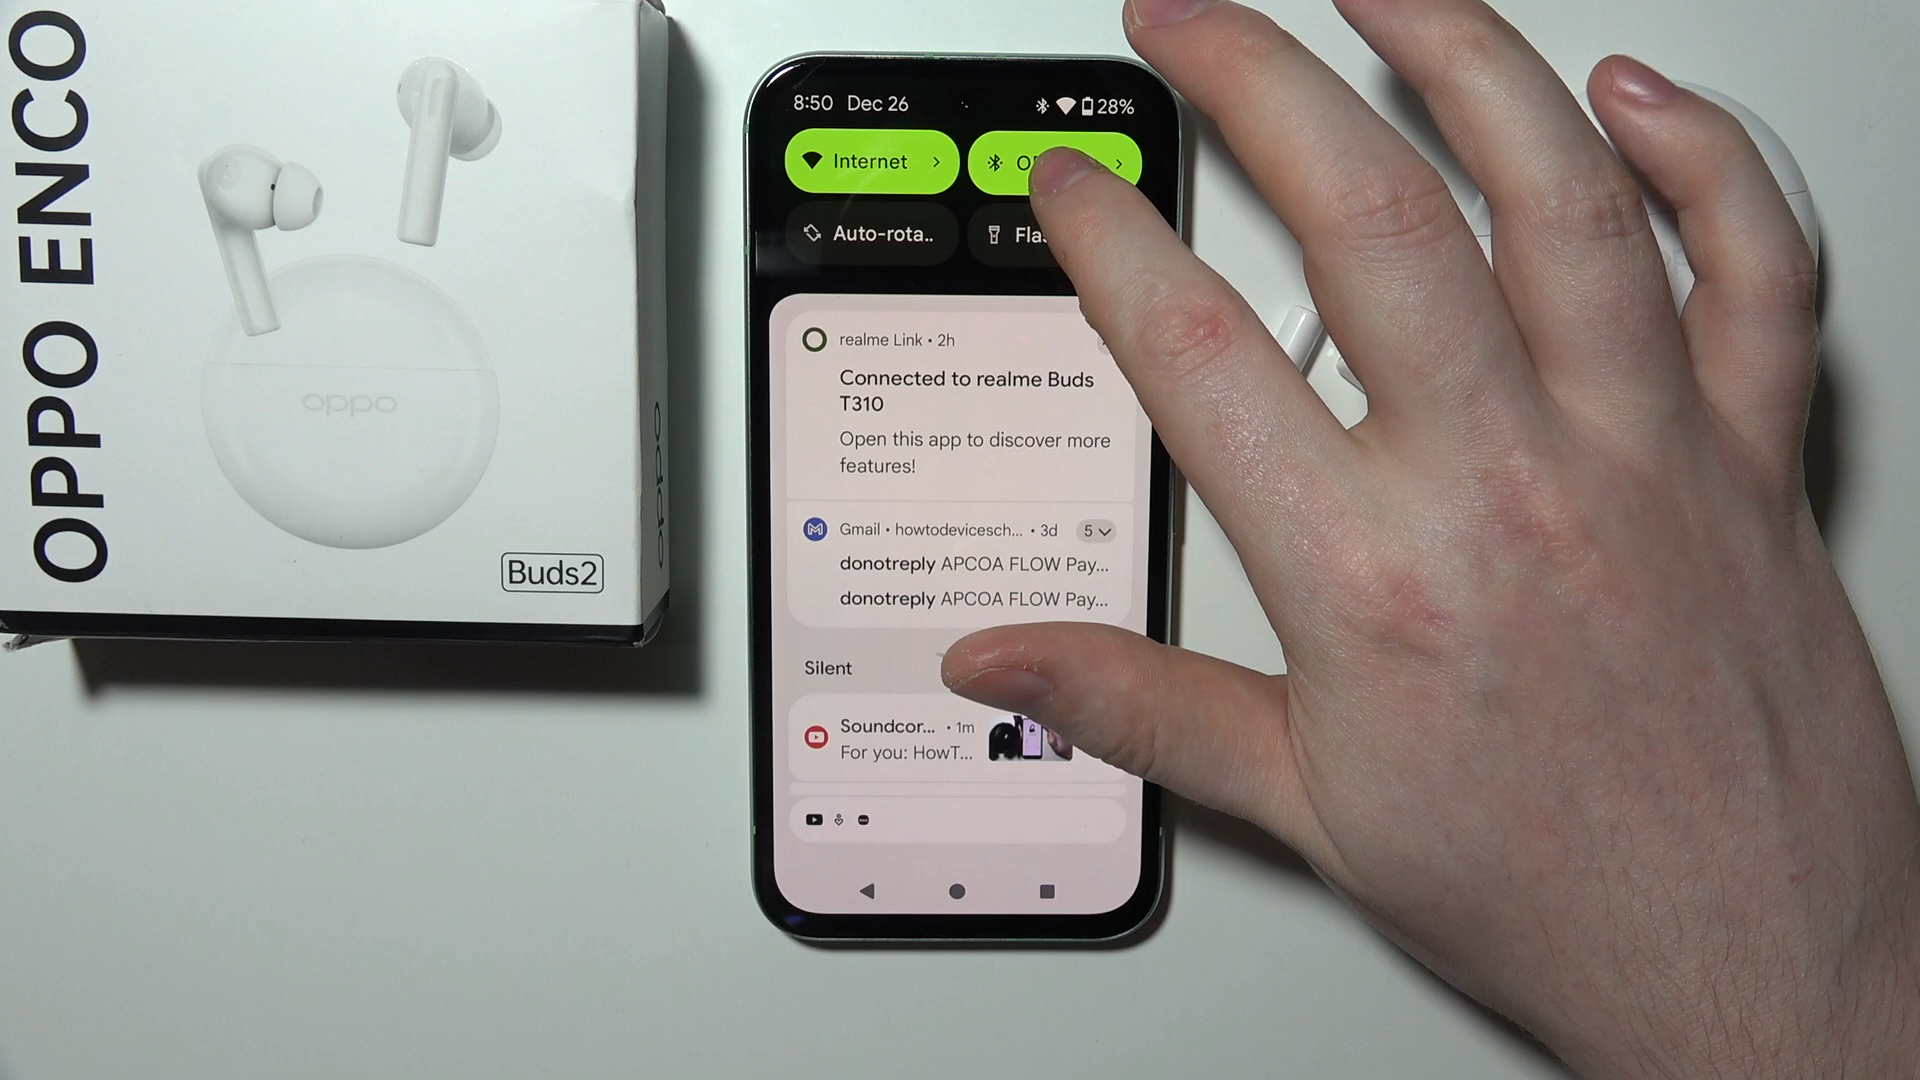 OPPO ENCO
oppo
oppo
Buds2
8:50 Dec 26
28%
Internet
Auto-rota..
realme Link • 2h
Connected to realme Buds
T310
Open this app to discover more
features!
Gmail • howtodevicesch... • 3d
5
donotreply APCOA FLOW Pay...
donotreply APCOA FLOW Pay...
Silent
Soundcor... • 1m
For you: HowT...